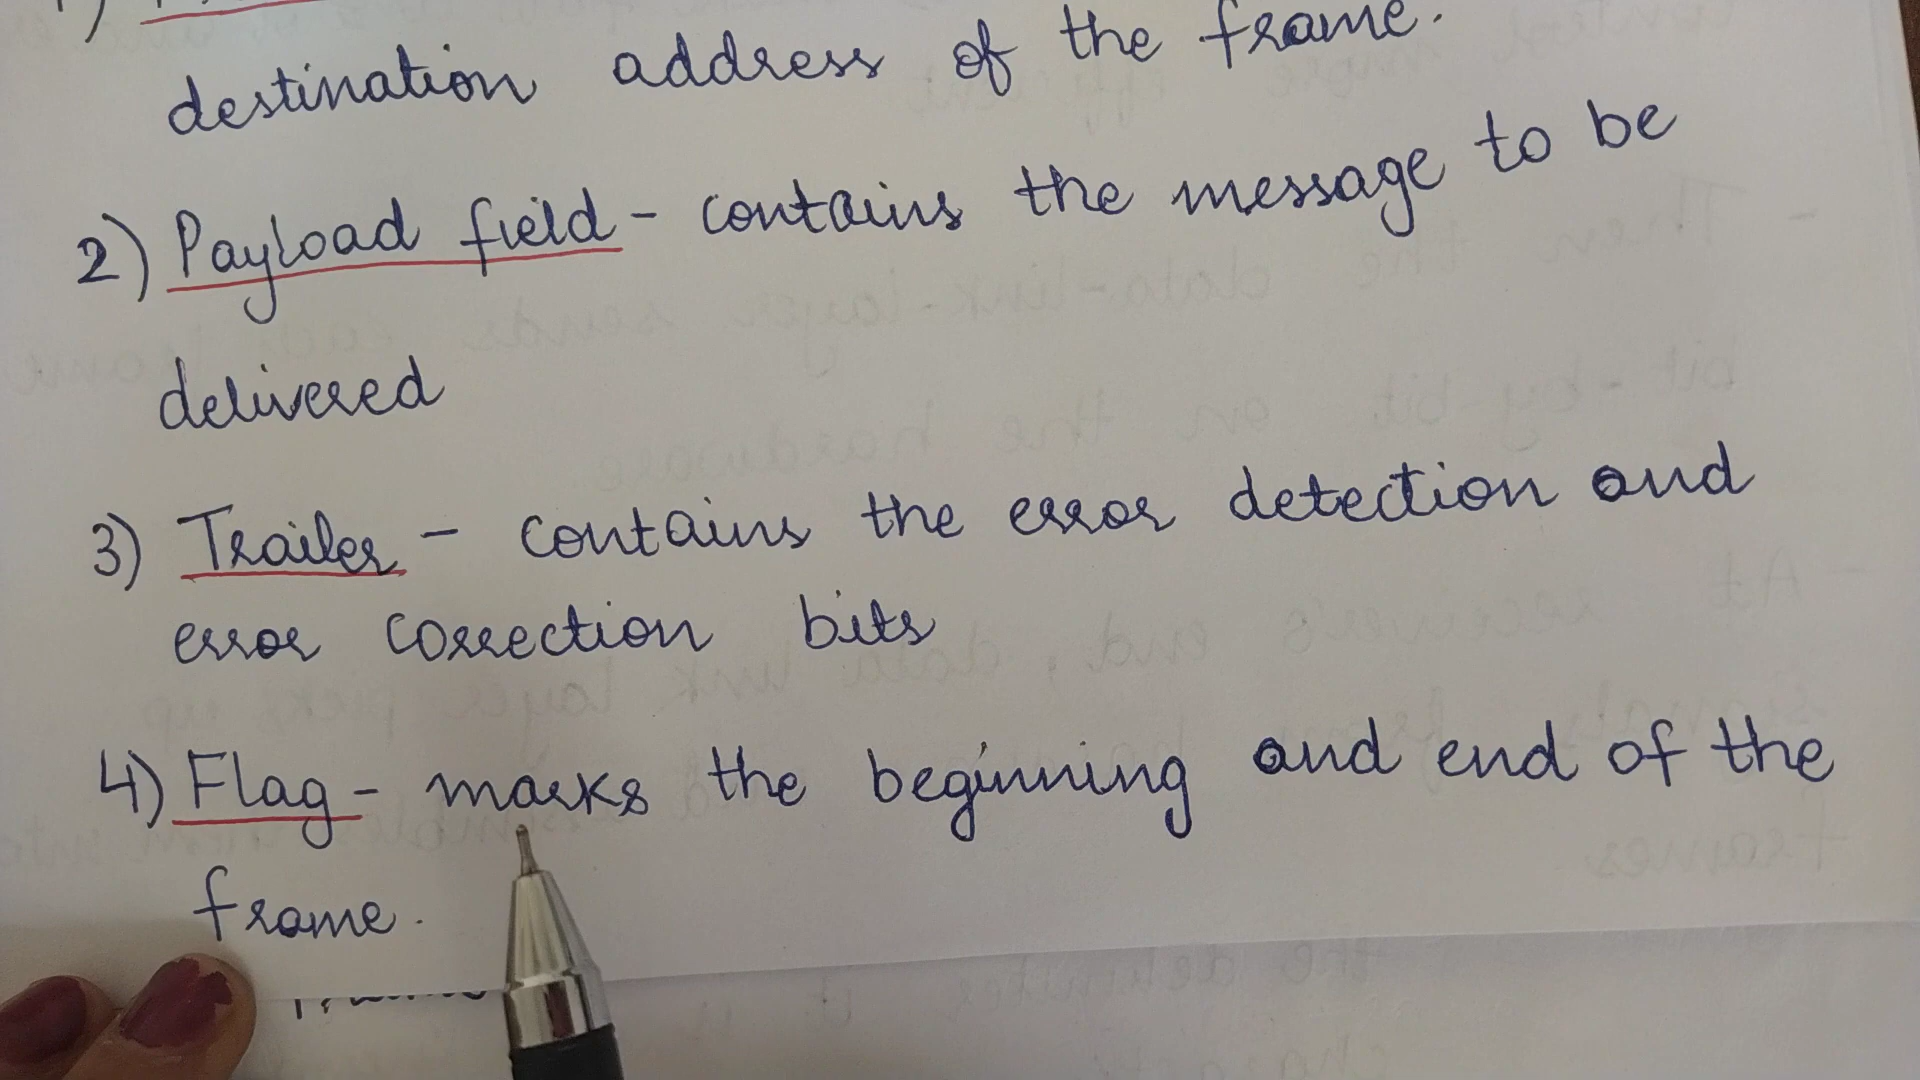 destination address of the frame.
2) Payload field - contains the message to be
delivered
3) Trailer - contains the error detection and
error correction bits
4) Flag - marks the beginning and end of the
frame.